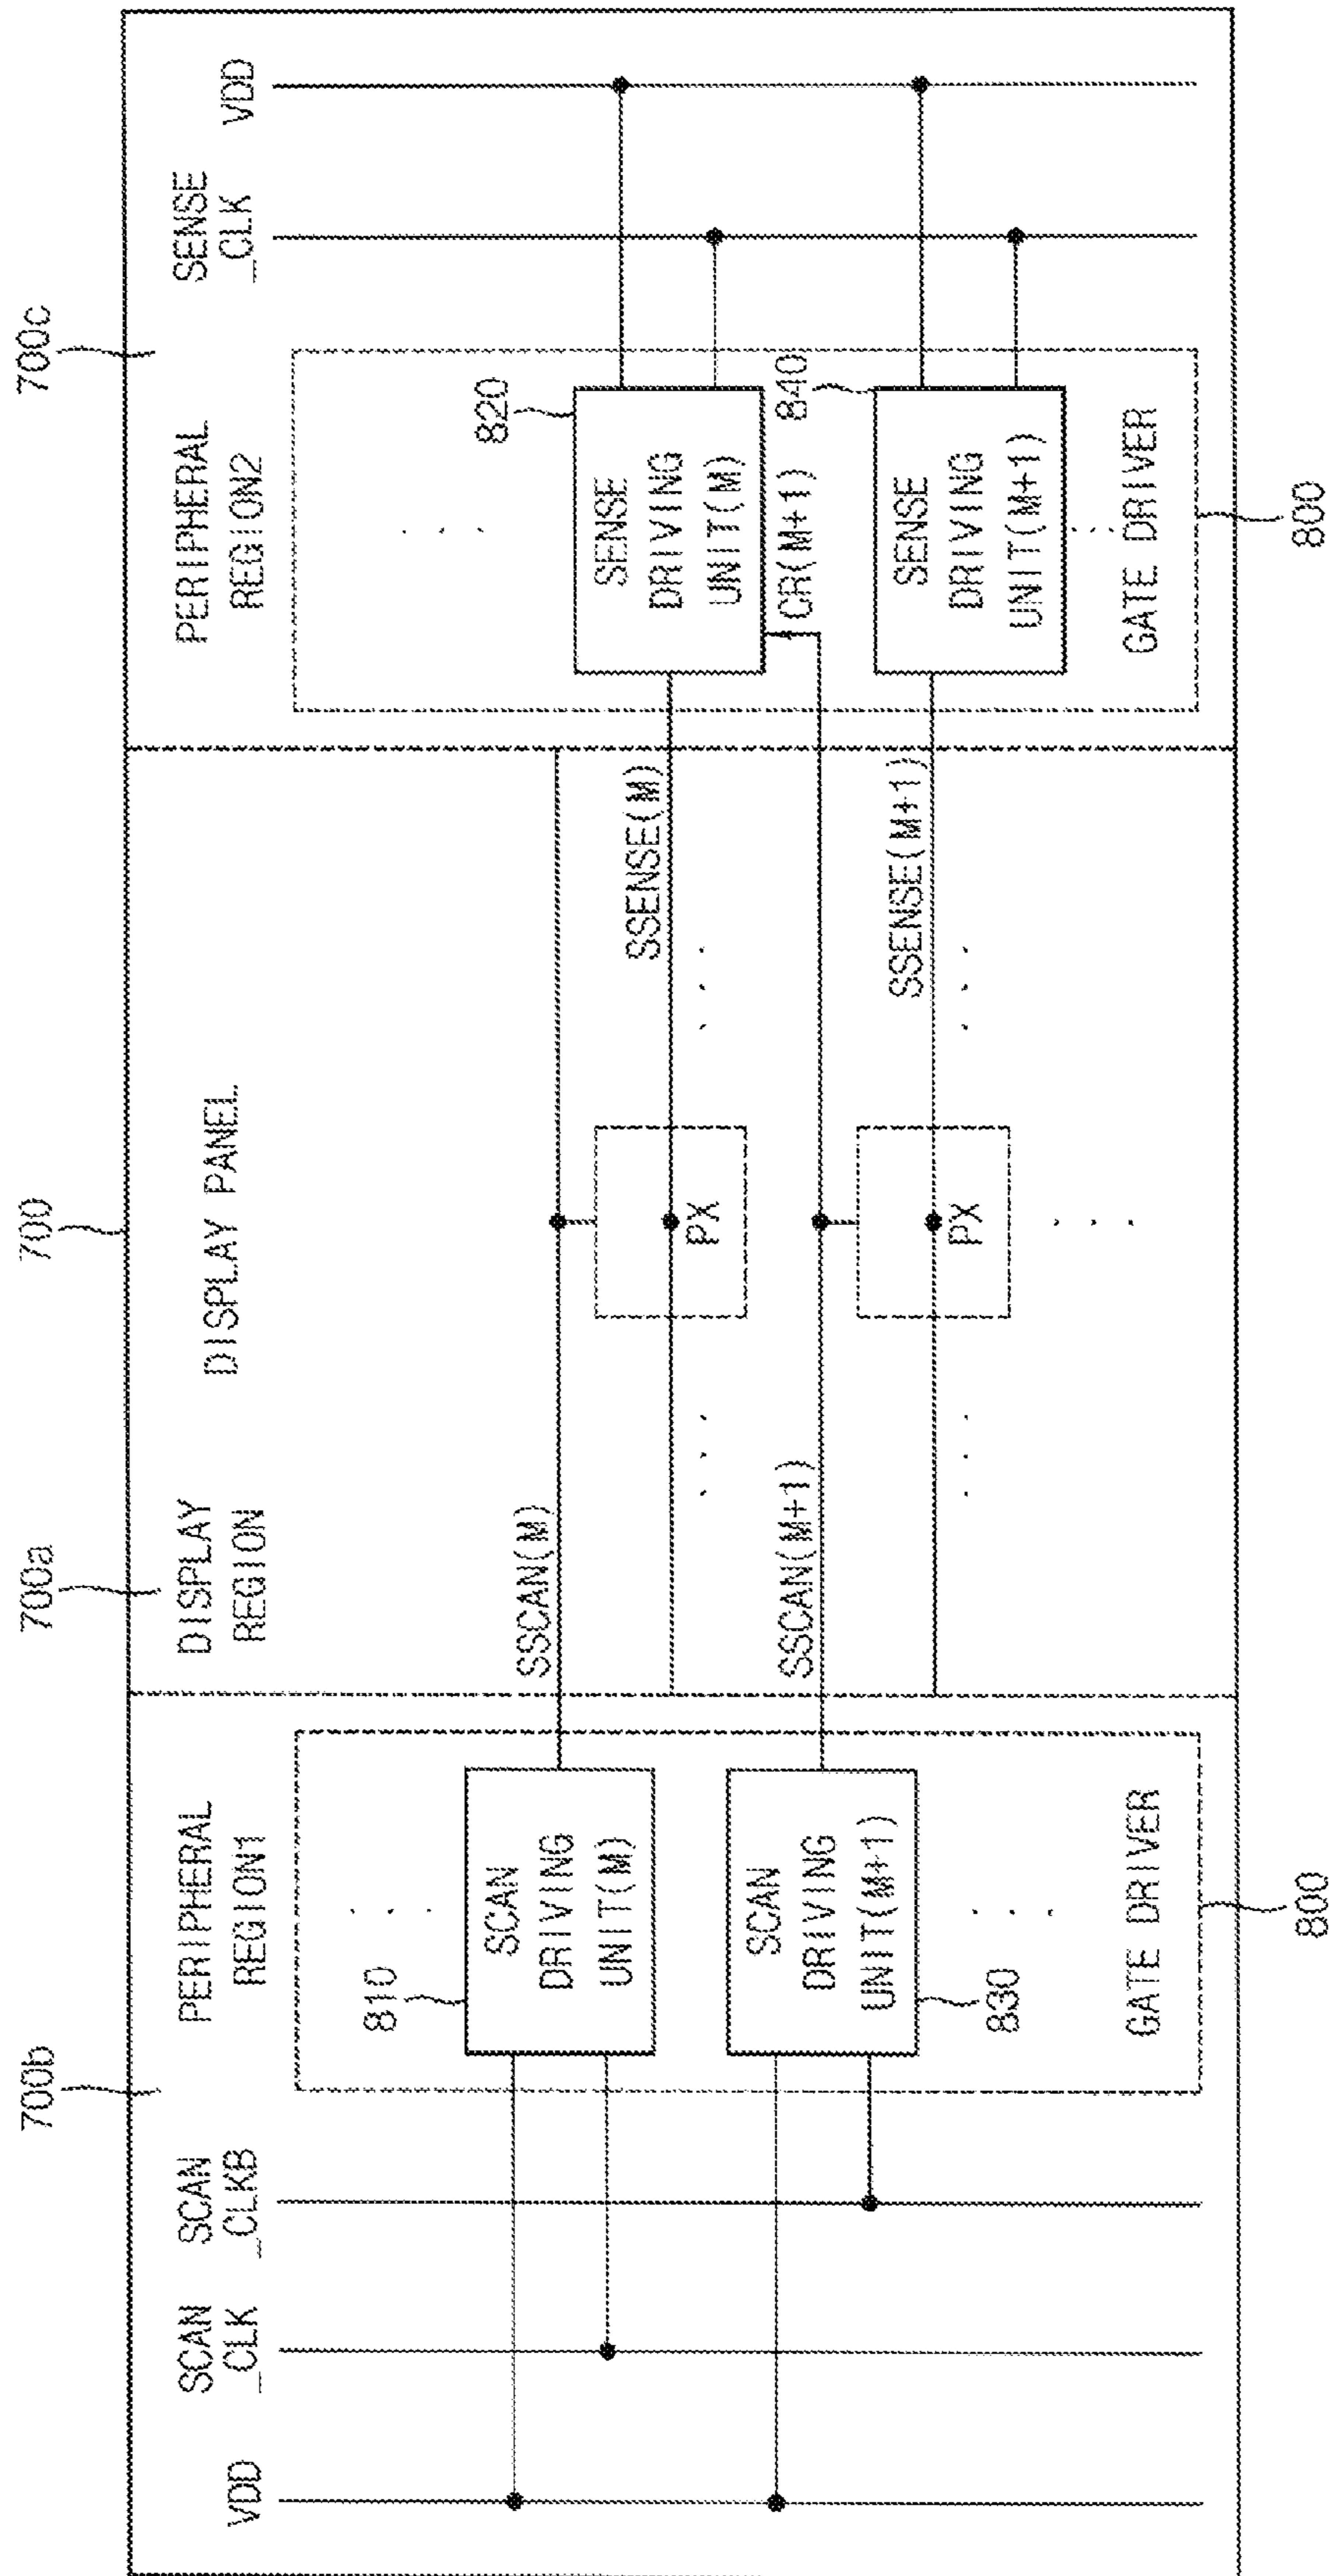 700b
700a
700
700c
VDD
SCAN
_CLK
SCAN
_CLKB
PERIPHERAL
REGION1
DISPLAY
REGION
DISPLAY PANEL
PERIPHERAL
REGION2
SENSE
_CLK
VDD
810
SCAN
DRIVING
UNIT(M)
SSCAN(M)
PX
SSENSE(M)
820
SENSE
DRIVING
UNIT(M)
CR(M+1)
SCAN
DRIVING
UNIT(M+1)
830
SSCAN(M+1)
PX
SSENSE(M+1)
840
SENSE
DRIVING
UNIT(M+1)
GATE DRIVER
GATE DRIVER
800
800